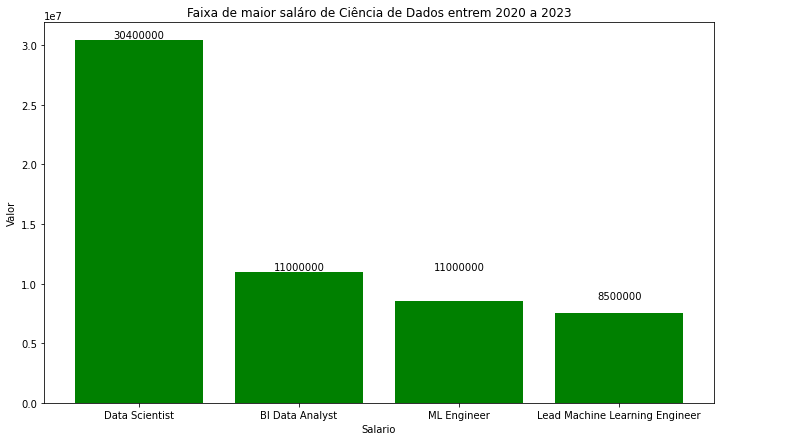 Faixa de maior saláro de Ciência de Dados entrem 2020 a 2023
1e7
30400000
3.0
2.5
2.0
Valor
1.5
11000000
11000000
1.0
8500000
0.5
0.0
Data Scientist
BI Data Analyst
ML Engineer
Lead Machine Learning Engineer
Salario